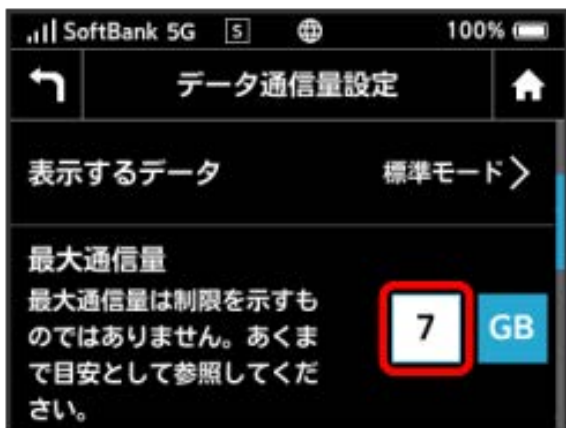 SoftBank 5G S 100%
データ通信量設定
表示するデータ 標準モード
最大通信量
最大通信量は制限を示すも
のではありません。あくま
で目安として参照してくだ
さい。
7 GB